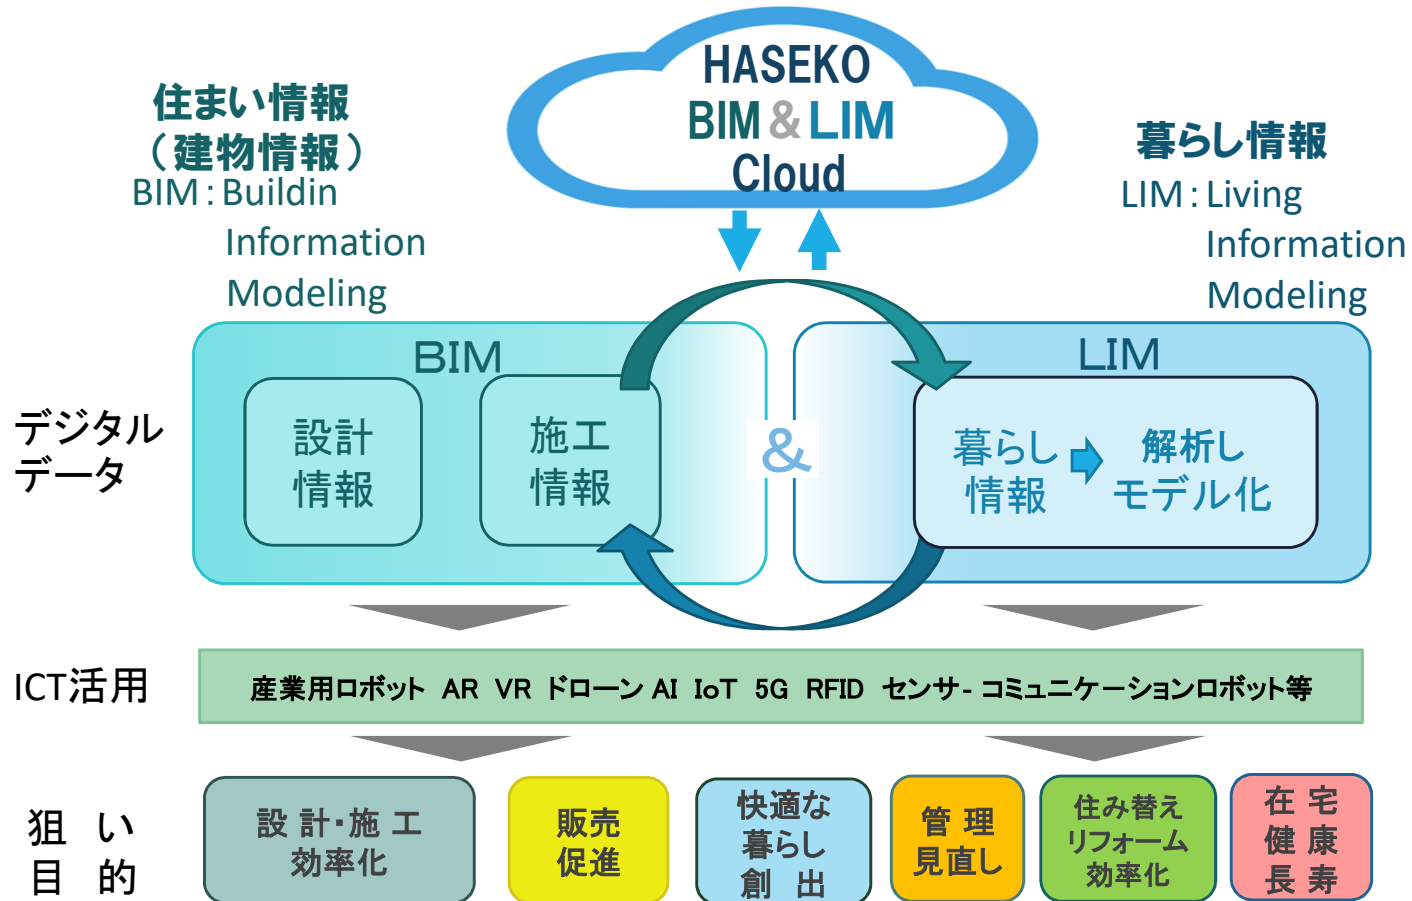 HASEKO
BIM & LIM
Cloud
住まい情報
（建物情報）
BIM：Buildin
Information
Modeling
暮らし情報
LIM：Living
Information
Modeling
デジタル
データ
BIM
設計
情報
施工
情報
&
LIM
暮らし
情報
解析し
モデル化
ICT活用
産業用ロボット AR VR ドローン AI IoT 5G RFID センサ- コミュニケーションロボット等
狙い
目的
設計・施工
効率化
販売
促進
快適な
暮らし
創出
管理
見直し
住み替え
リフォーム
効率化
在宅
健康
長寿